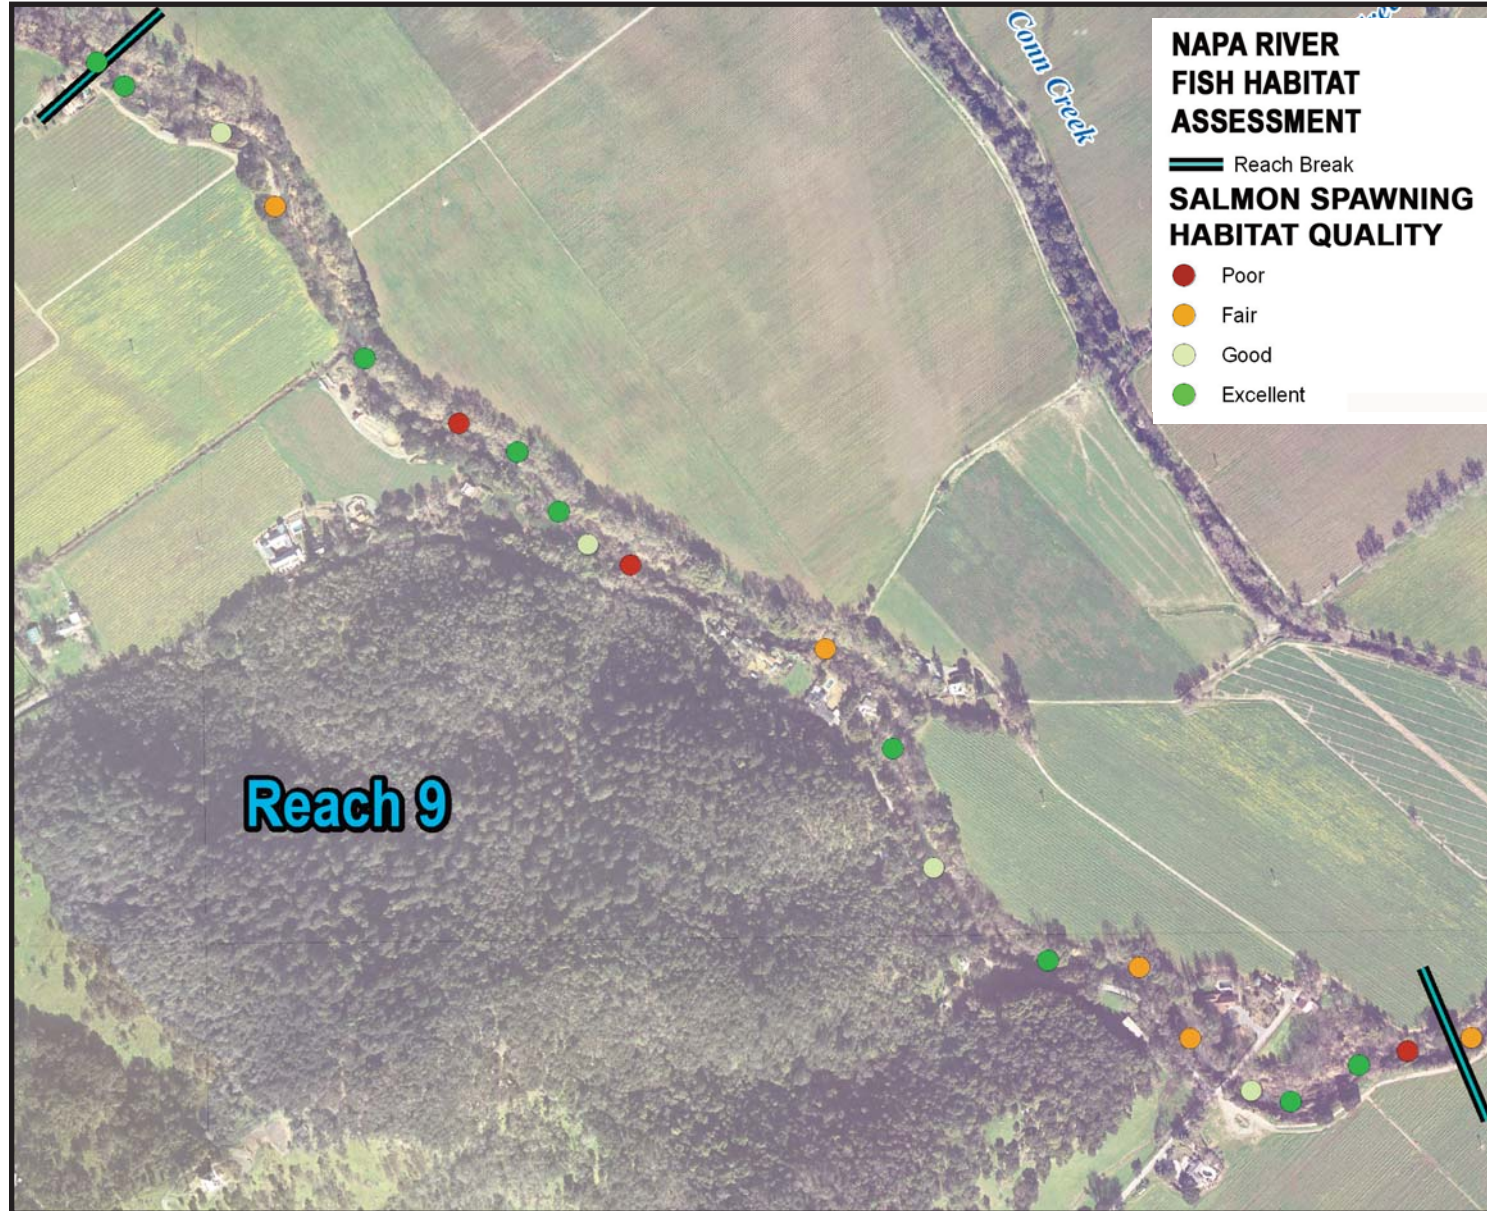 Conn Creek
NAPA RIVER
FISH HABITAT
ASSESSMENT
Reach Break
SALMON SPAWNING
HABITAT QUALITY
Poor
Fair
Good
Excellent
Reach 9